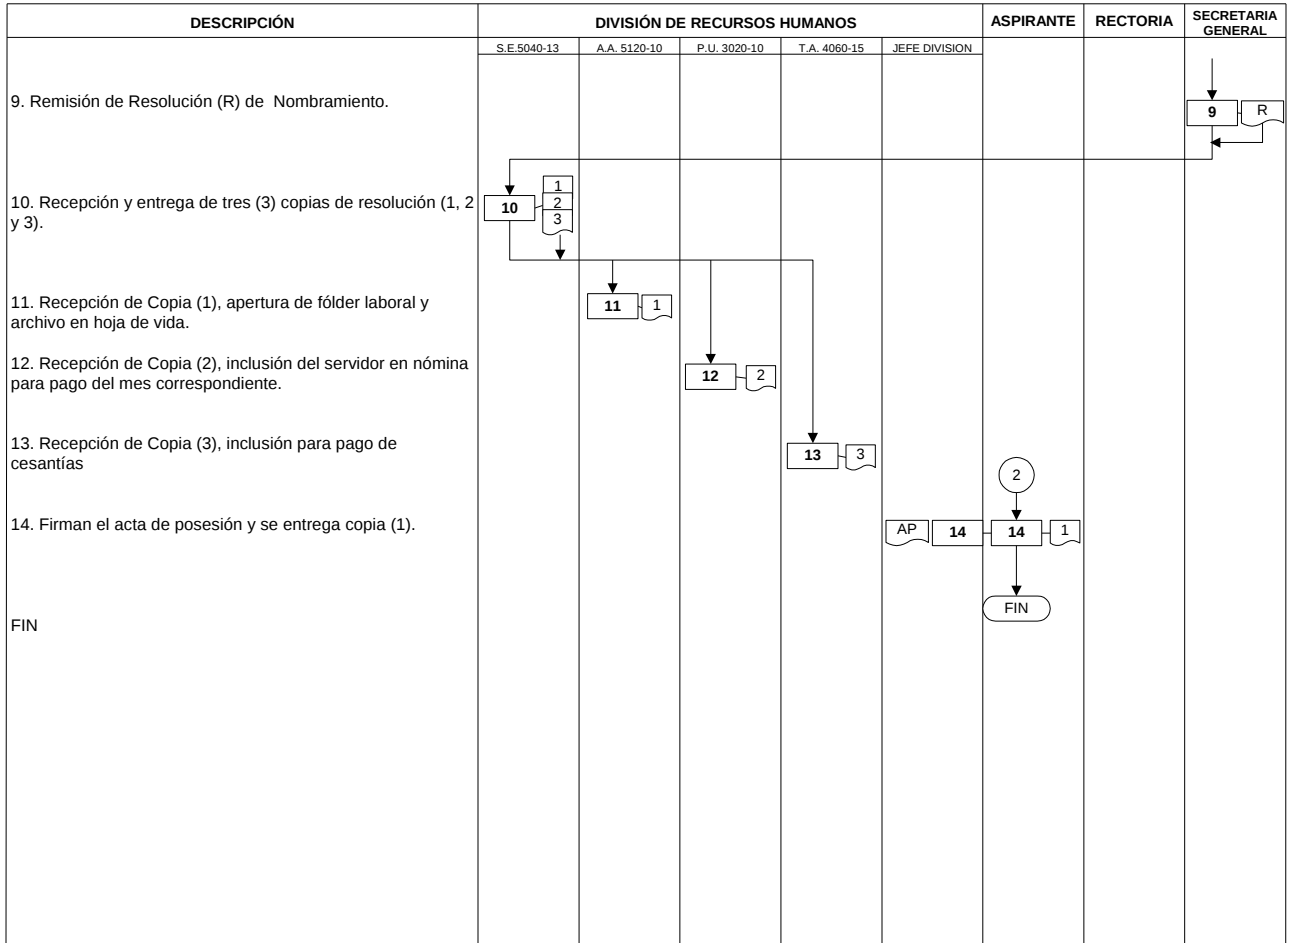 DESCRIPCIÓN
DIVISIÓN DE RECURSOS HUMANOS
ASPIRANTE
RECTORIA
SECRETARIA
GENERAL
S.E.5040-13
A.A. 5120-10
P.U. 3020-10
T.A. 4060-15
JEFE DIVISION
9. Remisión de Resolución (R) de  Nombramiento.
9
R
10. Recepción y entrega de tres (3) copias de resolución (1, 2
y 3).
10
1
2
3
11. Recepción de Copia (1), apertura de fólder laboral y
archivo en hoja de vida.
11
1
12. Recepción de Copia (2), inclusión del servidor en nómina
para pago del mes correspondiente.
12
2
13. Recepción de Copia (3), inclusión para pago de
cesantías
13
3
2
14. Firman el acta de posesión y se entrega copia (1).
AP
14
14
1
FIN
FIN